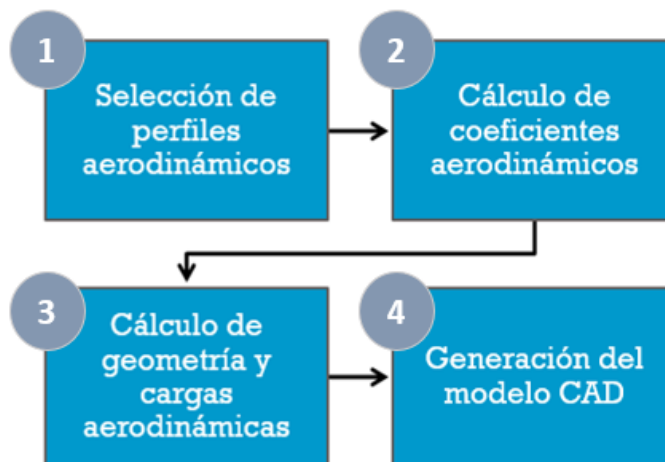 1
Selección de
perfiles
aerodinámicos
2
Cálculo de
coeficientes
aerodinámicos
3
Cálculo de
geometría y
cargas
aerodinámicas
4
Generación del
modelo CAD